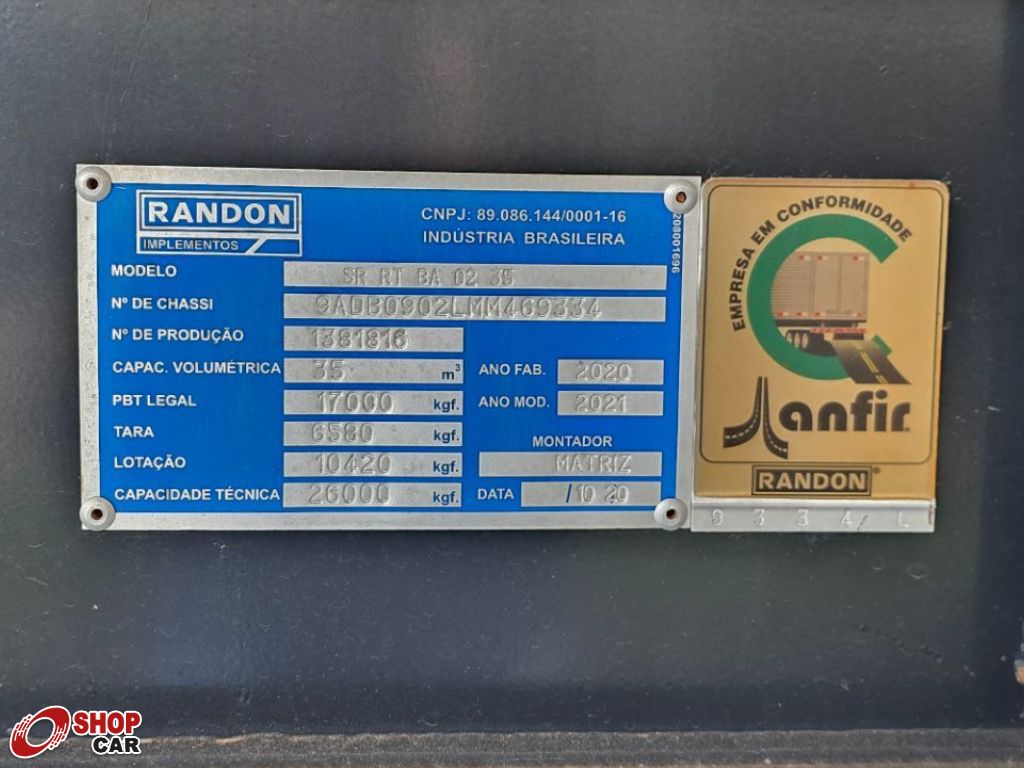 RANDON
IMPLEMENTOS
CNPJ: 89.086.144/0001-16
INDÚSTRIA BRASILEIRA
208001696
MODELO SR RT BA 02 35
Nº DE CHASSI 9ADB0902LMM469334
Nº DE PRODUÇÃO 1381816
CAPAC. VOLUMÉTRICA 35 m³ ANO FAB. 2020
PBT LEGAL 17000 kgf. ANO MOD. 2021
TARA 6580 kgf.
MONTADOR
LOTAÇÃO 10420 kgf. MATRIZ
CAPACIDADE TÉCNICA 26000 kgf. DATA /10 20
EMPRESA EM CONFORMIDADE
anfir
RANDON®
9334/L
SHOP
CAR